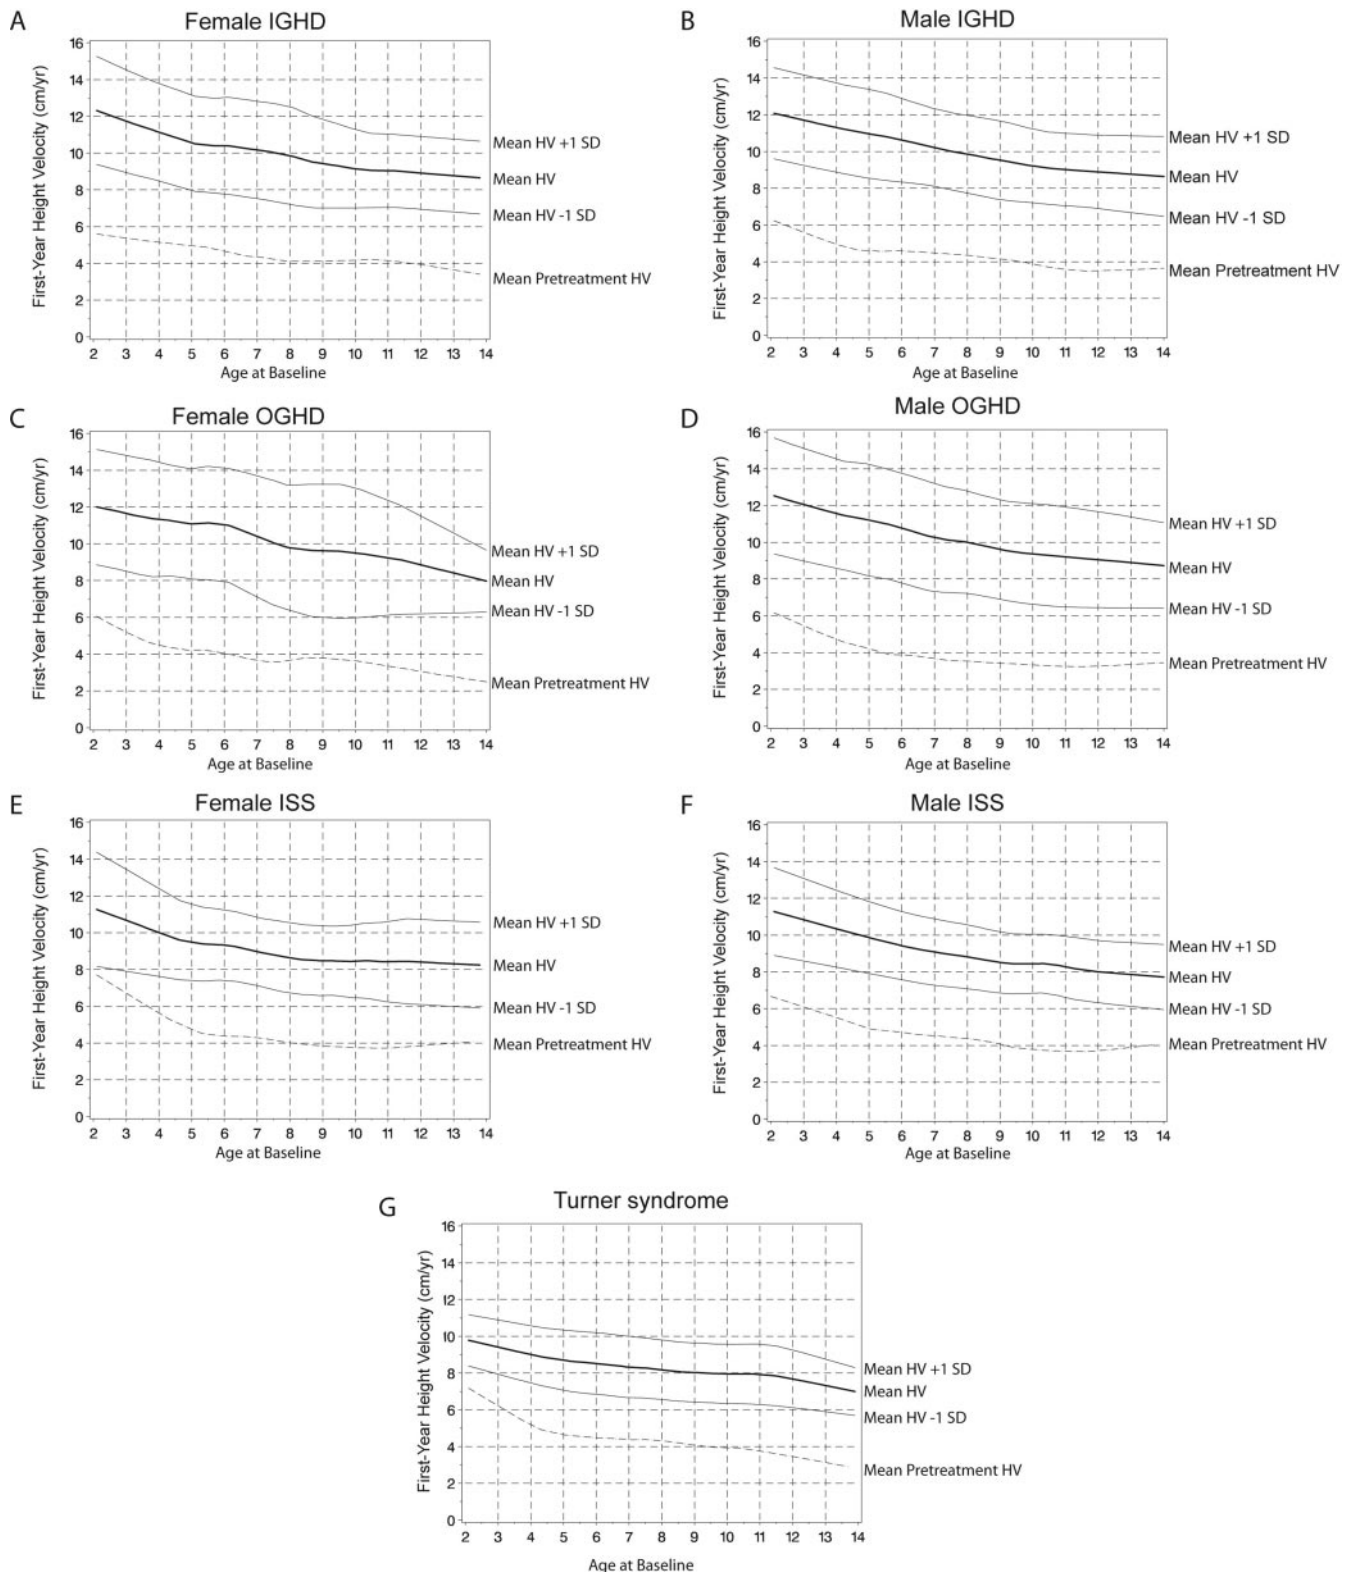 A
Female IGHD
First-Year Height Velocity (cm/yr)
16
14
12
10
8
6
4
2
0
Mean HV +1 SD
Mean HV
Mean HV -1 SD
Mean Pretreatment HV
2 3 4 5 6 7 8 9 10 11 12 13 14
Age at Baseline
B
Male IGHD
First-Year Height Velocity (cm/yr)
16
14
12
10
8
6
4
2
0
Mean HV +1 SD
Mean HV
Mean HV -1 SD
Mean Pretreatment HV
2 3 4 5 6 7 8 9 10 11 12 13 14
Age at Baseline
C
Female OGHD
First-Year Height Velocity (cm/yr)
16
14
12
10
8
6
4
2
0
Mean HV +1 SD
Mean HV
Mean HV -1 SD
Mean Pretreatment HV
2 3 4 5 6 7 8 9 10 11 12 13 14
Age at Baseline
D
Male OGHD
First-Year Height Velocity (cm/yr)
16
14
12
10
8
6
4
2
0
Mean HV +1 SD
Mean HV
Mean HV -1 SD
Mean Pretreatment HV
2 3 4 5 6 7 8 9 10 11 12 13 14
Age at Baseline
E
Female ISS
First-Year Height Velocity (cm/yr)
16
14
12
10
8
6
4
2
0
Mean HV +1 SD
Mean HV
Mean HV -1 SD
Mean Pretreatment HV
2 3 4 5 6 7 8 9 10 11 12 13 14
Age at Baseline
F
Male ISS
First-Year Height Velocity (cm/yr)
16
14
12
10
8
6
4
2
0
Mean HV +1 SD
Mean HV
Mean HV -1 SD
Mean Pretreatment HV
2 3 4 5 6 7 8 9 10 11 12 13 14
Age at Baseline
G
Turner syndrome
First-Year Height Velocity (cm/yr)
16
14
12
10
8
6
4
2
0
Mean HV +1 SD
Mean HV
Mean HV -1 SD
Mean Pretreatment HV
2 3 4 5 6 7 8 9 10 11 12 13 14
Age at Baseline